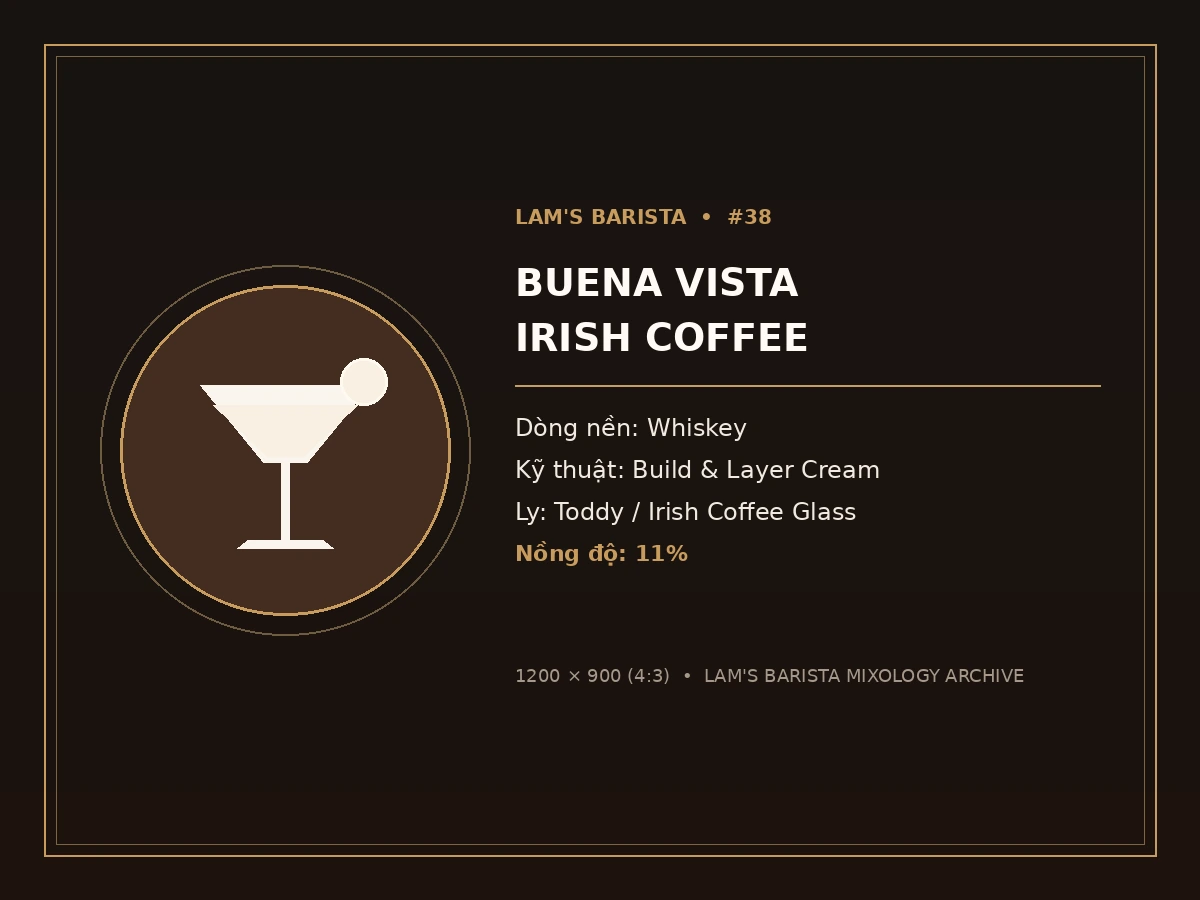 LAM'S BARISTA • #38
BUENA VISTA
IRISH COFFEE
Dòng nền: Whiskey
Kỹ thuật: Build & Layer Cream
Ly: Toddy / Irish Coffee Glass
Nồng độ: 11%
1200 × 900 (4:3) • LAM'S BARISTA MIXOLOGY ARCHIVE